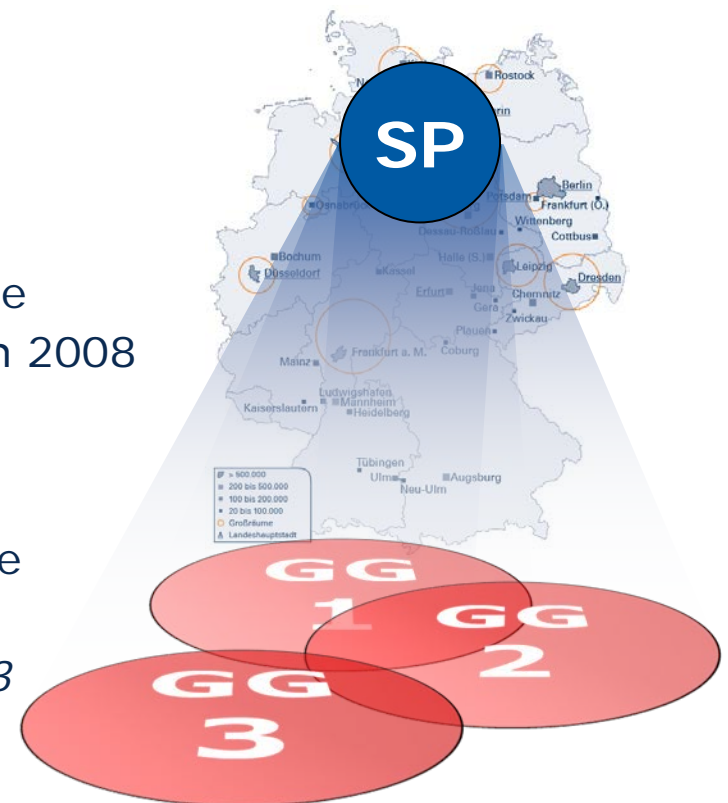 Rostock
SP
Berlin
Potsdam
Frankfurt (O.)
Osnabrück
Wittenberg
Dessau-Roßlau
Cottbus
Bochum
Halle (S.)
Leipzig
Düsseldorf
Kassel
Dresden
e
Erfurt
Jena
Chemnitz
Gera
Zwickau
n 2008
Plauen
Frankfurt a. M.
Coburg
Mainz
Ludwigshafen
Kaiserslautern
Mannheim
Heidelberg
Tübingen
Augsburg
Ulm
Neu-Ulm
> 500.000
200 bis 500.000
100 bis 200.000
20 bis 100.000
Großräume
Landeshauptstadt
e
GG
1
GG
2
3
GG
3